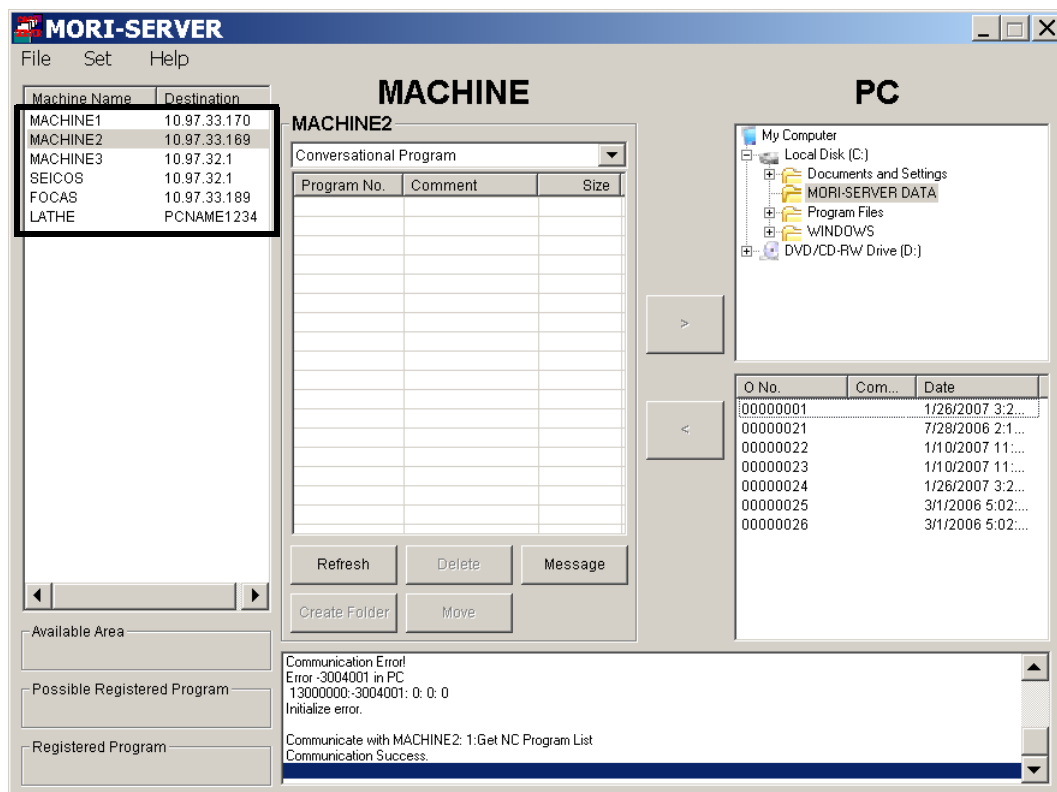 MORI-SERVER
File Set Help
MACHINE
PC
Machine Name Destination
MACHINE1 10.97.33.170
MACHINE2 10.97.33.169
MACHINE3 10.97.32.1
SEICOS 10.97.32.1
FOCAS 10.97.33.189
LATHE PCNAME1234
MACHINE2
Conversational Program
Program No. Comment Size
My Computer
Local Disk (C:)
Documents and Settings
MORI-SERVER DATA
Program Files
WINDOWS
DVD/CD-RW Drive (D:)
>
<
O No. Com... Date
00000001 1/26/2007 3:2...
00000021 7/28/2006 2:1...
00000022 1/10/2007 11:...
00000023 1/10/2007 11:...
00000024 1/26/2007 3:2...
00000025 3/1/2006 5:02:...
00000026 3/1/2006 5:02:...
Refresh Delete Message
Create Folder Move
Available Area
Possible Registered Program
Registered Program
Communication Error!
Error -3004001 in PC
13000000:-3004001: 0: 0: 0
Initialize error.
Communicate with MACHINE2: 1:Get NC Program List
Communication Success.